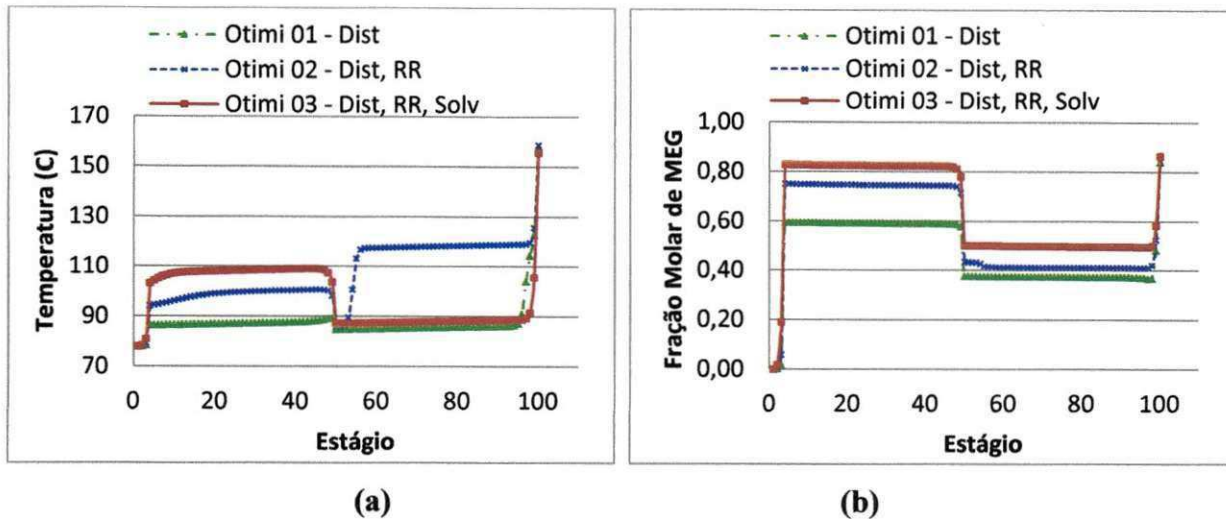 Otimi 01 - Dist
Otimi 02 - Dist, RR
Otimi 03 - Dist, RR, Solv
Temperatura (C)
170
150
130
110
90
70
0 20 40 60 80 100
Estágio
(a)
Otimi 01 - Dist
Otimi 02 - Dist, RR
Otimi 03 - Dist, RR, Solv
Fração Molar de MEG
1,00
0,80
0,60
0,40
0,20
0,00
0 20 40 60 80 100
Estágio
(b)